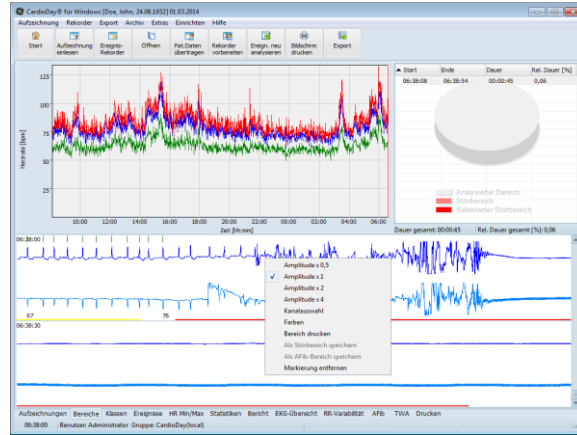 CardioDay® für Windows [Doe, John, 24.08.1932] 01.03.2014
Aufzeichnung Rekorder Export Archiv Extras Einrichten Hilfe
Start Aufzeichnung einlesen Ereignis-Rekorder Öffnen Pat.Daten übertragen Rekorder vorbereiten Ereign. neu analysieren Bildschirm drucken Export
Herzrate [bpm]
125
100
75
50
25
10:00 12:00 14:00 16:00 18:00 20:00 22:00 00:00 02:00 04:00 06:00
Zeit [hh:mm]
Start Ende Dauer Rel. Dauer [%]
06:38:08 06:38:54 00:00:45 0,06
Analysierter Bereich
Störbereich
Selektierter Störbereich
Dauer gesamt: 00:00:45 Rel. Dauer gesamt [%]: 0,06
06:38:00
67 76
06:38:30
Amplitude x 0,5
Amplitude x 1
Amplitude x 2
Amplitude x 4
Kanalauswahl
Farben
Bereich drucken
Als Störbereich speichern
Als AFib-Bereich speichern
Markierung entfernen
Aufzeichnungen Bereiche Klassen Ereignisse HR Min/Max Statistiken Bericht EKG-Übersicht RR-Variabilität AFib TWA Drucken
06:38:00 Benutzer: Administrator Gruppe: CardioDay(local)